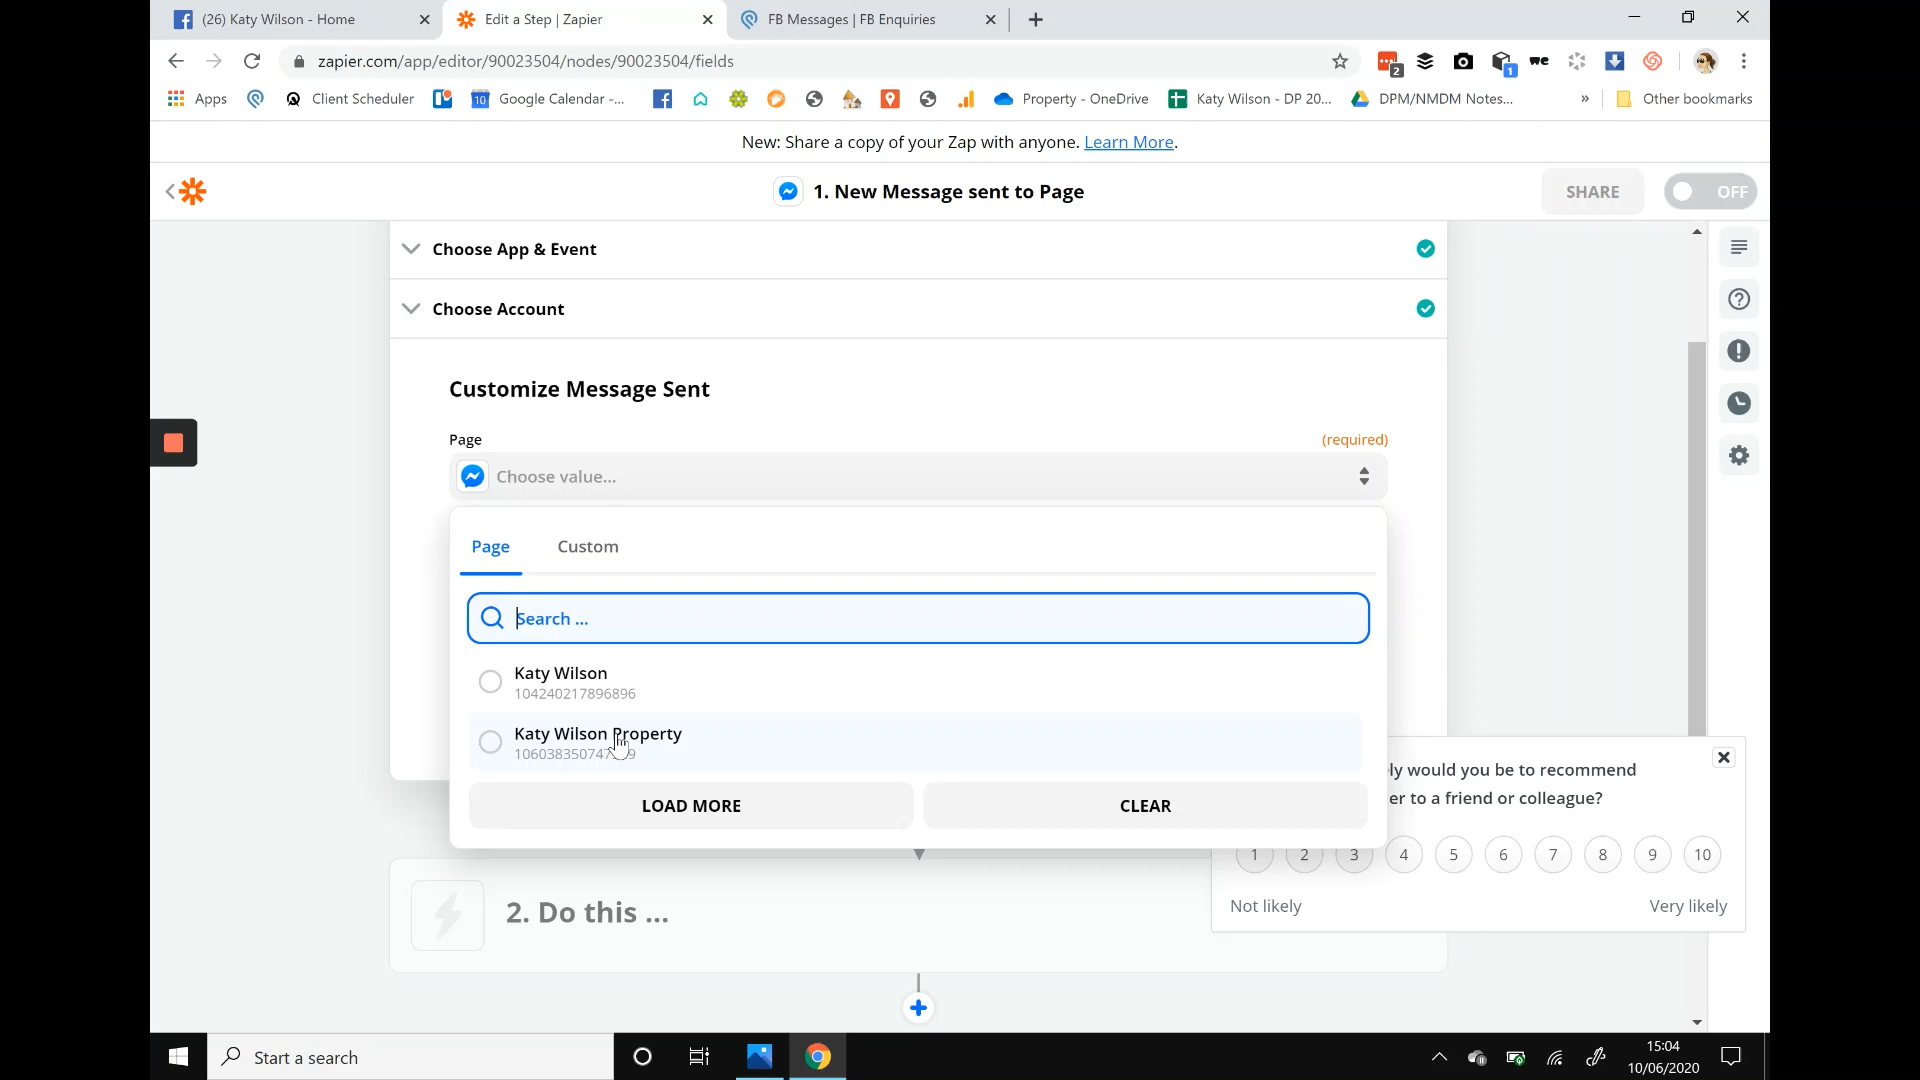 (26) Katy Wilson - Home
Edit a Step | Zapier
FB Messages | FB Enquiries
zapier.com/app/editor/90023504/nodes/90023504/fields
2
1
Apps
Client Scheduler
10
Google Calendar -...
Property - OneDrive
Katy Wilson - DP 20...
DPM/NMDM Notes...
»
Other bookmarks
New: Share a copy of your Zap with anyone. Learn More.
1. New Message sent to Page
SHARE
OFF
Choose App & Event
Choose Account
Customize Message Sent
Page
(required)
Choose value...
Page
Custom
Search ...
Katy Wilson
104240217896896
Katy Wilson Property
LOAD MORE
CLEAR
ly would you be to recommend
er to a friend or colleague?
1 2 3 4 5 6 7 8 9 10
Not likely
Very likely
2. Do this ...
Start a search
15:04
10/06/2020